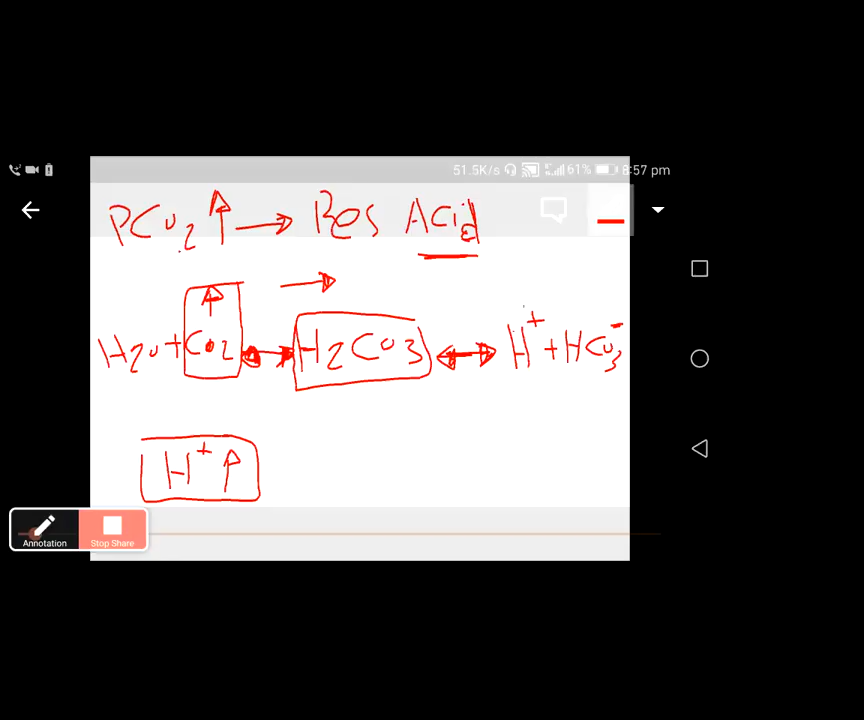 51.5K/s 61% 8:57 pm
PCO2 ↑ → Res Acid
→
H2O + CO2 ↔ H2CO3 ↔ H+ + HCO3-
H+ ↑
Annotation Stop Share